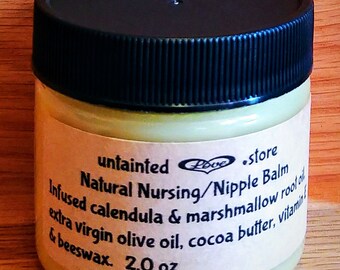 untainted Love .store
Natural Nursing/Nipple Balm
Infused calendula & marshmallow root oil,
extra virgin olive oil, cocoa butter, vitamin E
& beeswax. 2.0 oz